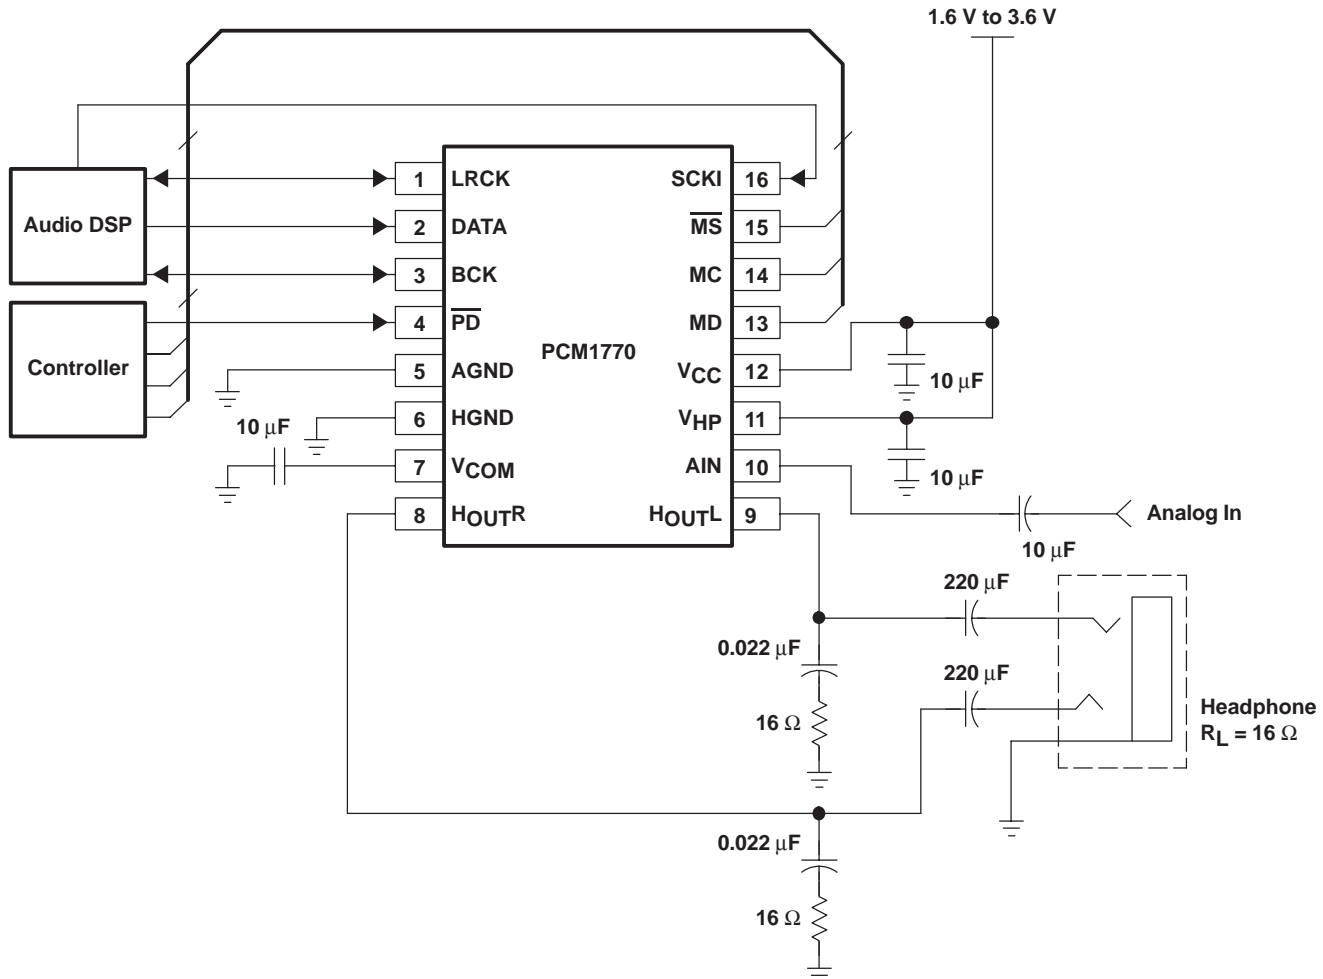 1.6 V to 3.6 V
Audio DSP
Controller
1 LRCK
2 DATA
3 BCK
4 P̅D̅
5 AGND
6 HGND
7 VCOM
8 HOUTR
PCM1770
SCKI 16
M̅S̅ 15
MC 14
MD 13
VCC 12
VHP 11
AIN 10
HOUTL 9
10 μF
10 μF
10 μF
Analog In
10 μF
220 μF
0.022 μF
220 μF
16 Ω
Headphone
RL = 16 Ω
0.022 μF
16 Ω